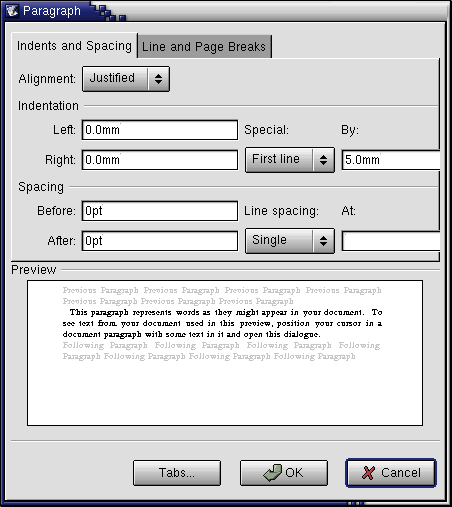 Paragraph
Indents and Spacing Line and Page Breaks
Alignment: Justified
Indentation
Left: 0.0mm Special: By:
Right: 0.0mm First line 5.0mm
Spacing
Before: 0pt Line spacing: At:
After: 0pt Single
Preview
Previous Paragraph Previous Paragraph Previous Paragraph Previous Paragraph
Previous Paragraph Previous Paragraph Previous Paragraph
This paragraph represents words as they might appear in your document. To
see text from your document used in this preview, position your cursor in a
document paragraph with some text in it and open this dialogue.
Following Paragraph Following Paragraph Following Paragraph Following
Paragraph Following Paragraph Following Paragraph Following Paragraph
Tabs... OK Cancel